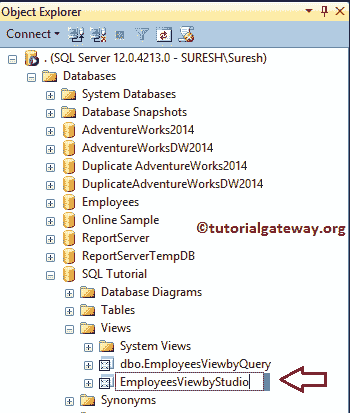 Object Explorer
Connect
. (SQL Server 12.0.4213.0 - SURESH\Suresh)
Databases
System Databases
Database Snapshots
AdventureWorks2014
AdventureWorksDW2014
Duplicate AdventureWorks2014
DuplicateAdventureWorksDW2014
Employees
Online Sample
©tutorialgateway.org
ReportServer
ReportServerTempDB
SQL Tutorial
Database Diagrams
Tables
Views
System Views
dbo.EmployeesViewbyQuery
EmployeesViewbyStudio
Synonyms